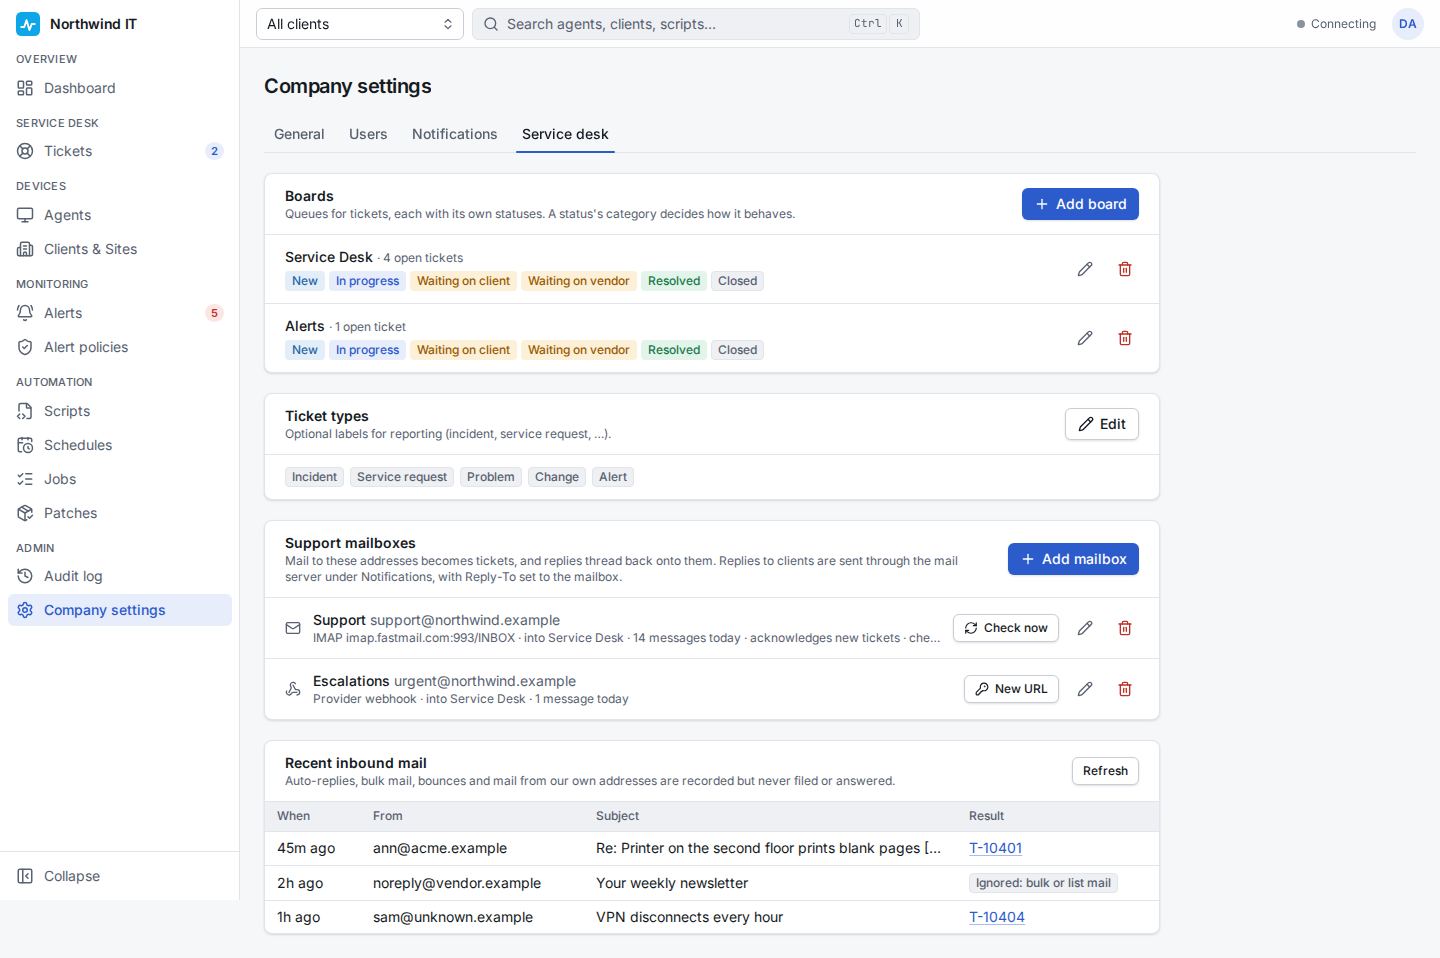 Northwind IT
All clients
Search agents, clients, scripts...
Ctrl K
Connecting
DA
OVERVIEW
Dashboard
SERVICE DESK
Tickets 2
DEVICES
Agents
Clients & Sites
MONITORING
Alerts 5
Alert policies
AUTOMATION
Scripts
Schedules
Jobs
Patches
ADMIN
Audit log
Company settings
Collapse
Company settings
General Users Notifications Service desk
Boards
Queues for tickets, each with its own statuses. A status's category decides how it behaves.
Add board
Service Desk · 4 open tickets
New In progress Waiting on client Waiting on vendor Resolved Closed
Alerts · 1 open ticket
New In progress Waiting on client Waiting on vendor Resolved Closed
Ticket types
Optional labels for reporting (incident, service request, ...).
Edit
Incident Service request Problem Change Alert
Support mailboxes
Mail to these addresses becomes tickets, and replies thread back onto them. Replies to clients are sent through the mail
server under Notifications, with Reply-To set to the mailbox.
Add mailbox
Support support@northwind.example
IMAP imap.fastmail.com:993/INBOX · into Service Desk · 14 messages today · acknowledges new tickets · che...
Check now
Escalations urgent@northwind.example
Provider webhook · into Service Desk · 1 message today
New URL
Recent inbound mail
Auto-replies, bulk mail, bounces and mail from our own addresses are recorded but never filed or answered.
Refresh
When From Subject Result
45m ago ann@acme.example Re: Printer on the second floor prints blank pages [... T-10401
2h ago noreply@vendor.example Your weekly newsletter Ignored: bulk or list mail
1h ago sam@unknown.example VPN disconnects every hour T-10404